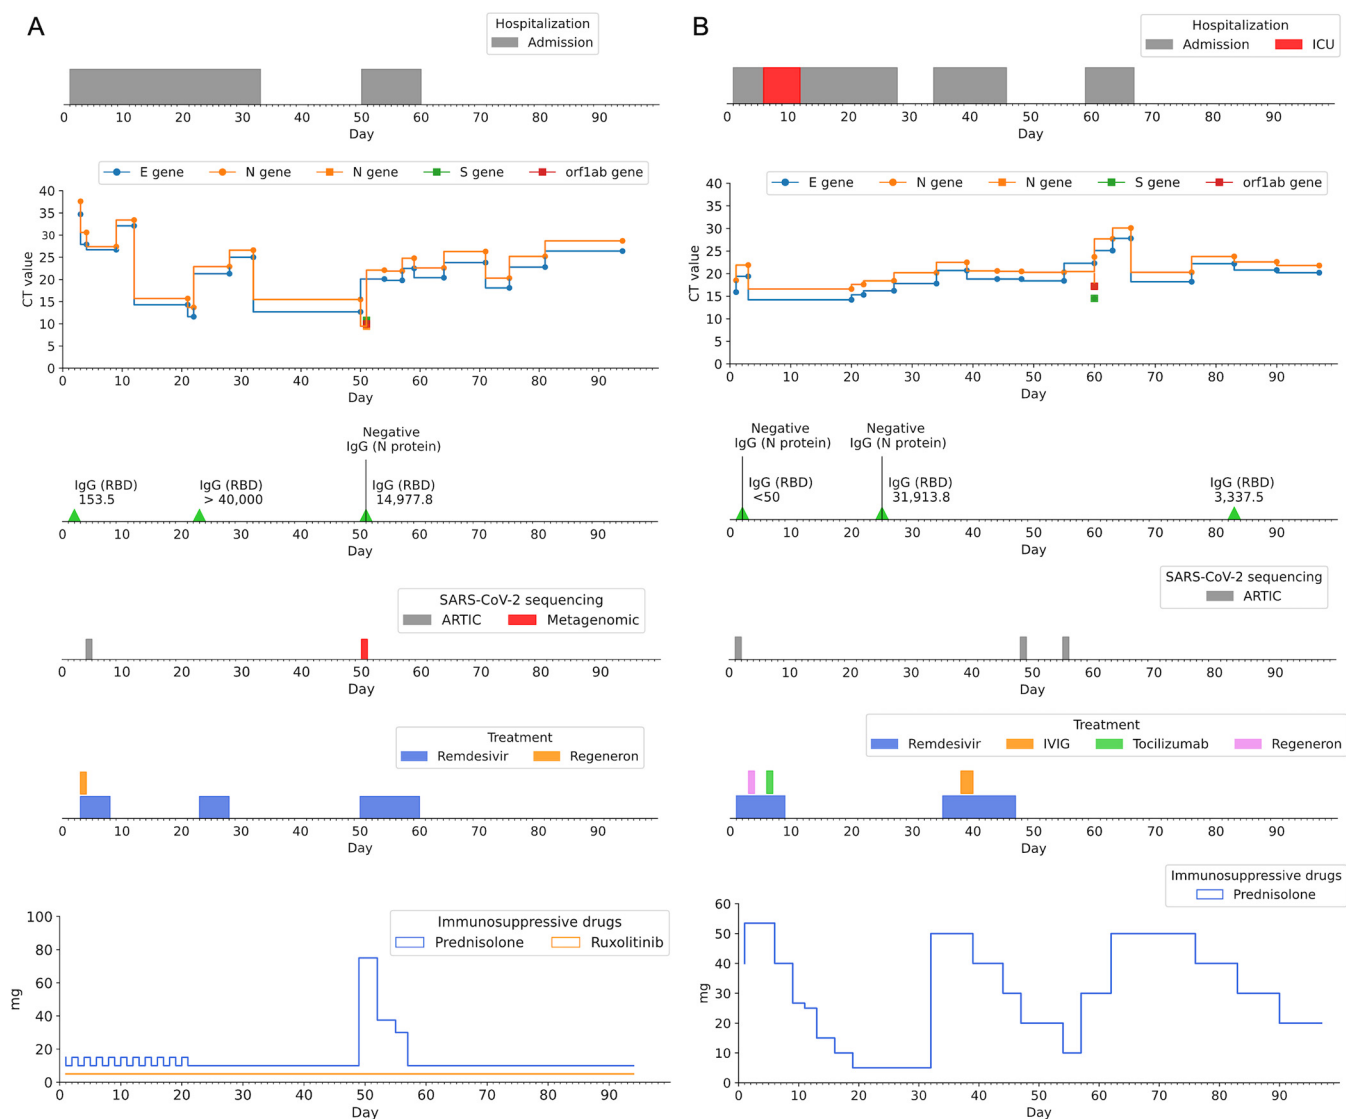 A
Hospitalization
Admission
0 10 20 30 40 50 60 70 80 90
Day
E gene N gene N gene S gene orf1ab gene
CT value
40
35
30
25
20
15
10
5
0
0 10 20 30 40 50 60 70 80 90
Day
Negative
IgG (N protein)
IgG (RBD)
153.5
IgG (RBD)
> 40,000
IgG (RBD)
14,977.8
0 10 20 30 40 50 60 70 80 90
Day
SARS-CoV-2 sequencing
ARTIC Metagenomic
0 10 20 30 40 50 60 70 80 90
Day
Treatment
Remdesivir Regeneron
0 10 20 30 40 50 60 70 80 90
Day
Immunosuppressive drugs
Prednisolone Ruxolitinib
mg
100
80
60
40
20
0
0 10 20 30 40 50 60 70 80 90
Day
B
Hospitalization
Admission ICU
0 10 20 30 40 50 60 70 80 90
Day
E gene N gene N gene S gene orf1ab gene
CT value
40
35
30
25
20
15
10
5
0
0 10 20 30 40 50 60 70 80 90
Day
Negative
IgG (N protein)
Negative
IgG (N protein)
IgG (RBD)
<50
IgG (RBD)
31,913.8
IgG (RBD)
3,337.5
0 10 20 30 40 50 60 70 80 90
Day
SARS-CoV-2 sequencing
ARTIC
0 10 20 30 40 50 60 70 80 90
Day
Treatment
Remdesivir IVIG Tocilizumab Regeneron
0 10 20 30 40 50 60 70 80 90
Day
Immunosuppressive drugs
Prednisolone
mg
60
50
40
30
20
10
0
0 10 20 30 40 50 60 70 80 90
Day